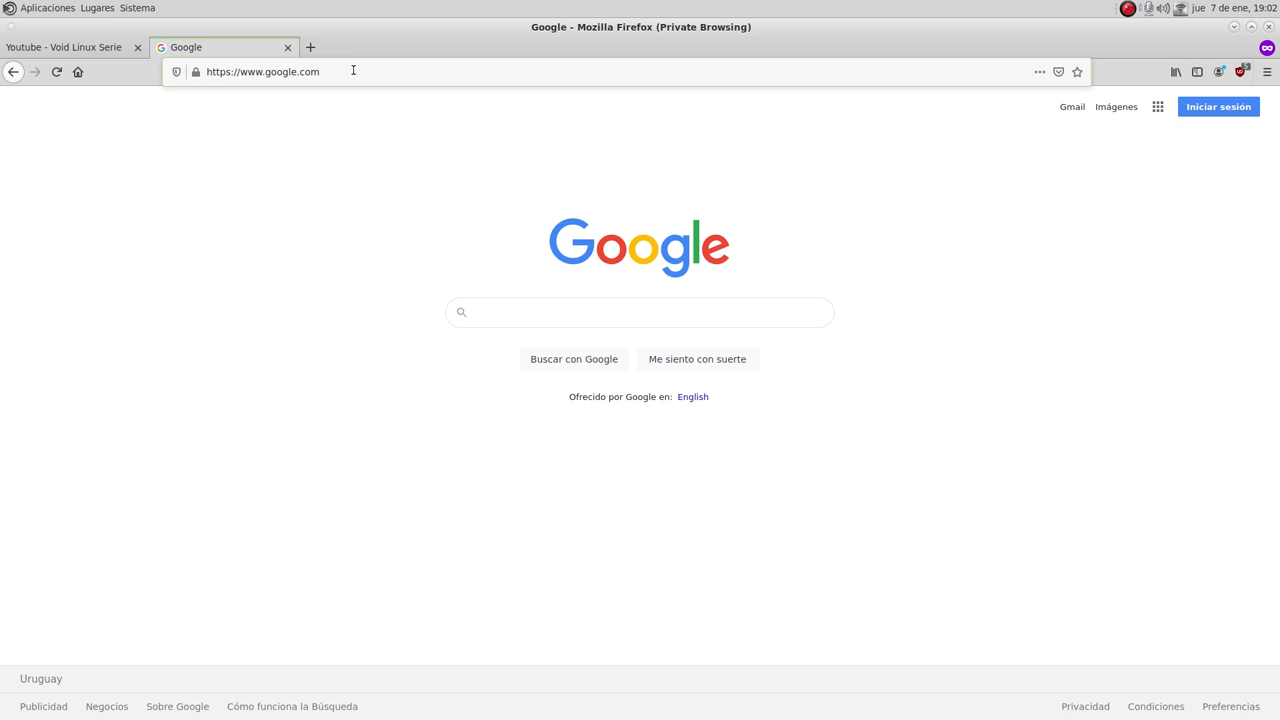 Aplicaciones Lugares Sistema
jue 7 de ene, 19:02
Google - Mozilla Firefox (Private Browsing)
Youtube - Void Linux Serie
Google
https://www.google.com
5
Gmail Imágenes Iniciar sesión
Google
Buscar con Google Me siento con suerte
Ofrecido por Google en: English
Uruguay
Publicidad Negocios Sobre Google Cómo funciona la Búsqueda Privacidad Condiciones Preferencias